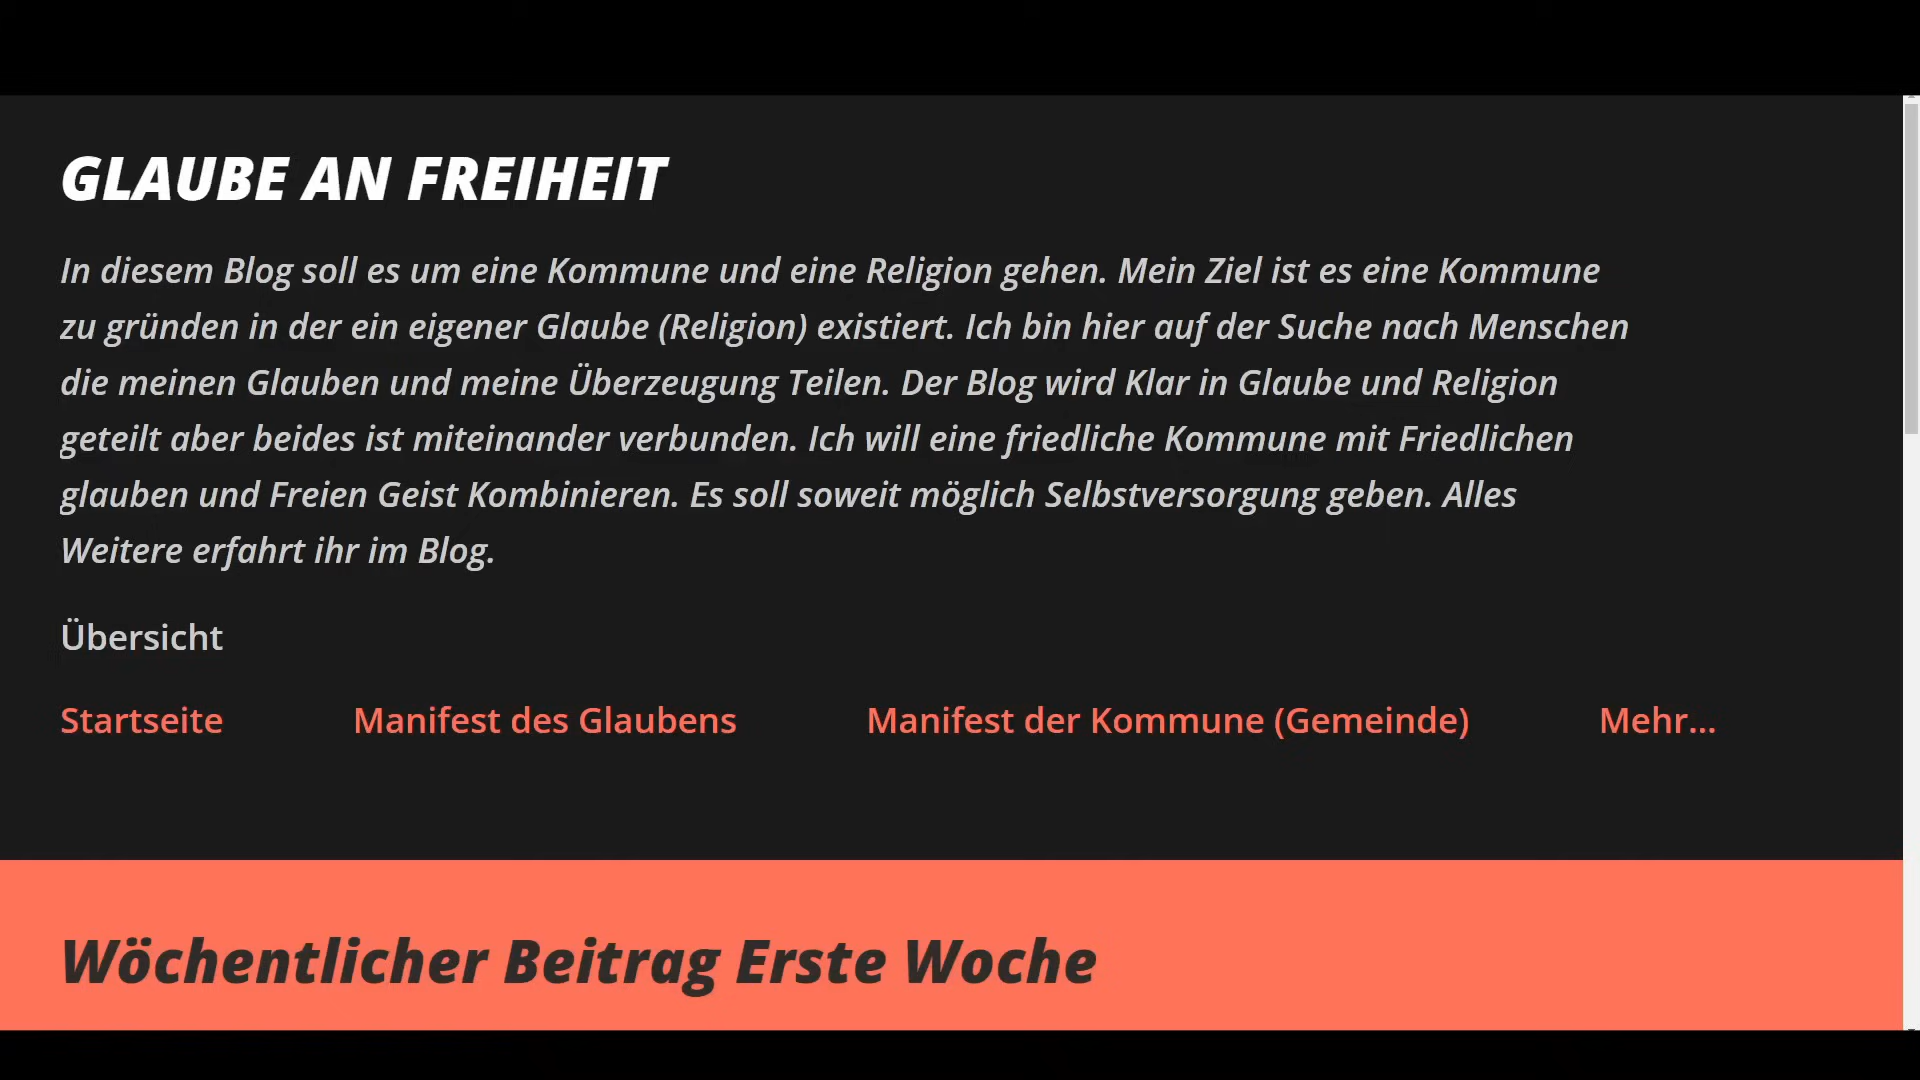 GLAUBE AN FREIHEIT
In diesem Blog soll es um eine Kommune und eine Religion gehen. Mein Ziel ist es eine Kommune
zu gründen in der ein eigener Glaube (Religion) existiert. Ich bin hier auf der Suche nach Menschen
die meinen Glauben und meine Überzeugung Teilen. Der Blog wird Klar in Glaube und Religion
geteilt aber beides ist miteinander verbunden. Ich will eine friedliche Kommune mit Friedlichen
glauben und Freien Geist Kombinieren. Es soll soweit möglich Selbstversorgung geben. Alles
Weitere erfahrt ihr im Blog.
Übersicht
Startseite Manifest des Glaubens Manifest der Kommune (Gemeinde) Mehr...
Wöchentlicher Beitrag Erste Woche